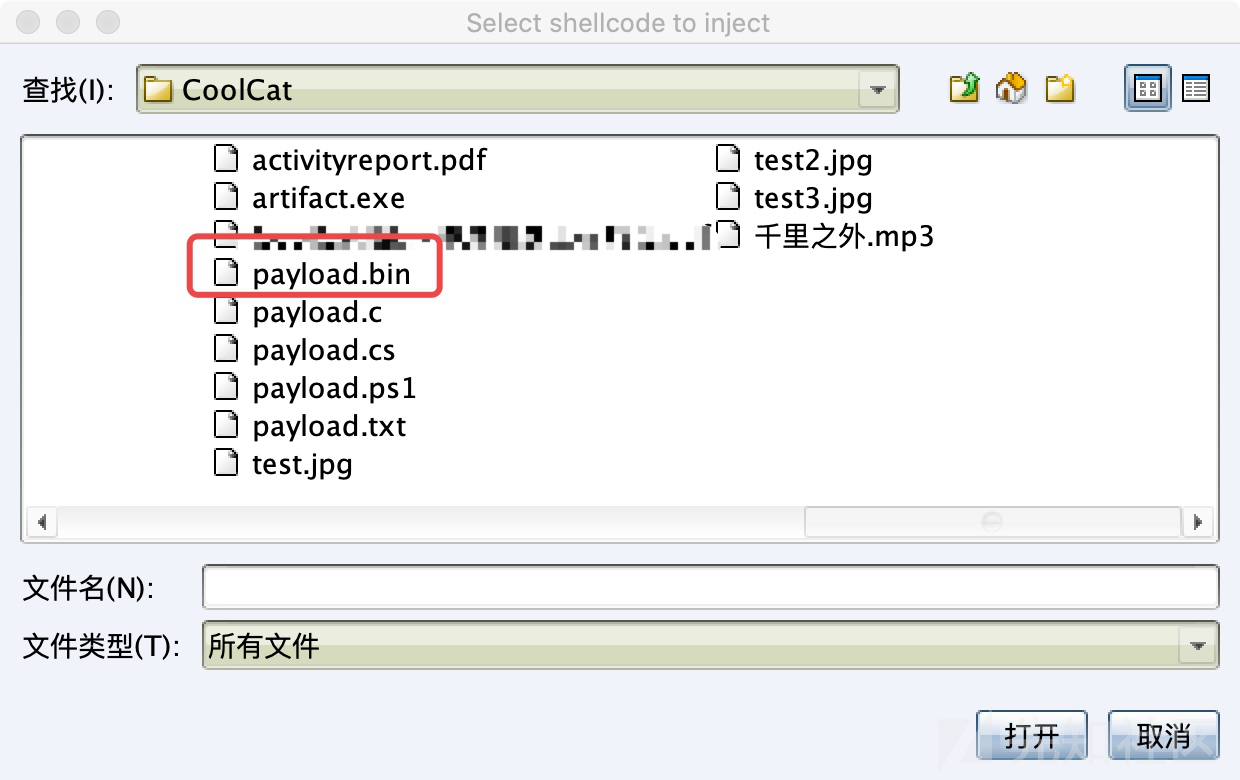 Select shellcode to inject
查找(I):
CoolCat
activityreport.pdf
artifact.exe
payload.bin
payload.c
payload.cs
payload.ps1
payload.txt
test.jpg
test2.jpg
test3.jpg
千里之外.mp3
文件名(N):
文件类型(T):
所有文件
打开
取消